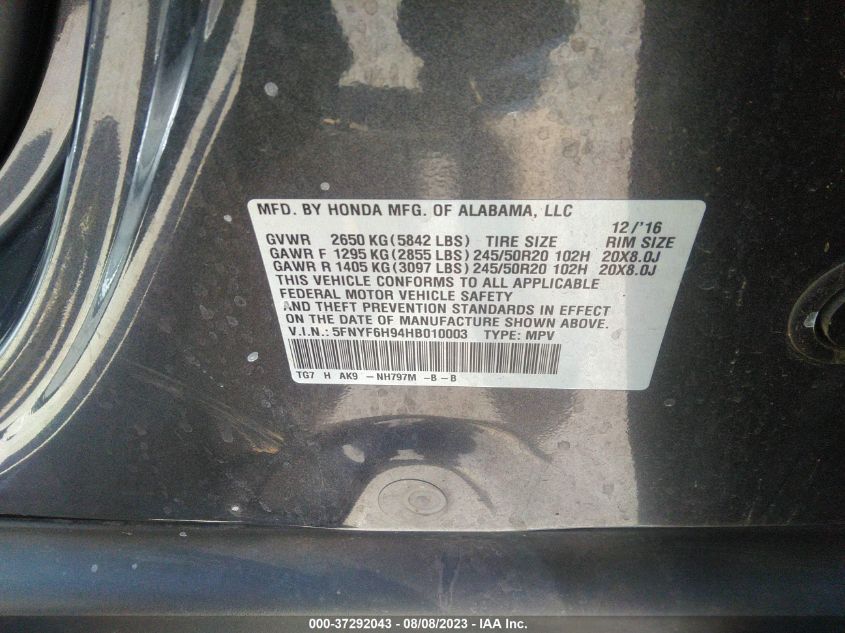 MFD. BY HONDA MFG. OF ALABAMA, LLC
12/'16
GVWR 2650 KG(5842 LBS) TIRE SIZE RIM SIZE
GAWR F 1295 KG(2855 LBS) 245/50R20 102H 20X8.0J
GAWR R 1405 KG(3097 LBS) 245/50R20 102H 20X8.0J
THIS VEHICLE CONFORMS TO ALL APPLICABLE
FEDERAL MOTOR VEHICLE SAFETY
AND THEFT PREVENTION STANDARDS IN EFFECT
ON THE DATE OF MANUFACTURE SHOWN ABOVE.
V.I.N.: 5FNYF6H94HB010003 TYPE: MPV
TG7 H AK9 -NH797M -B-B
000-37292043 - 08/08/2023 - IAA Inc.